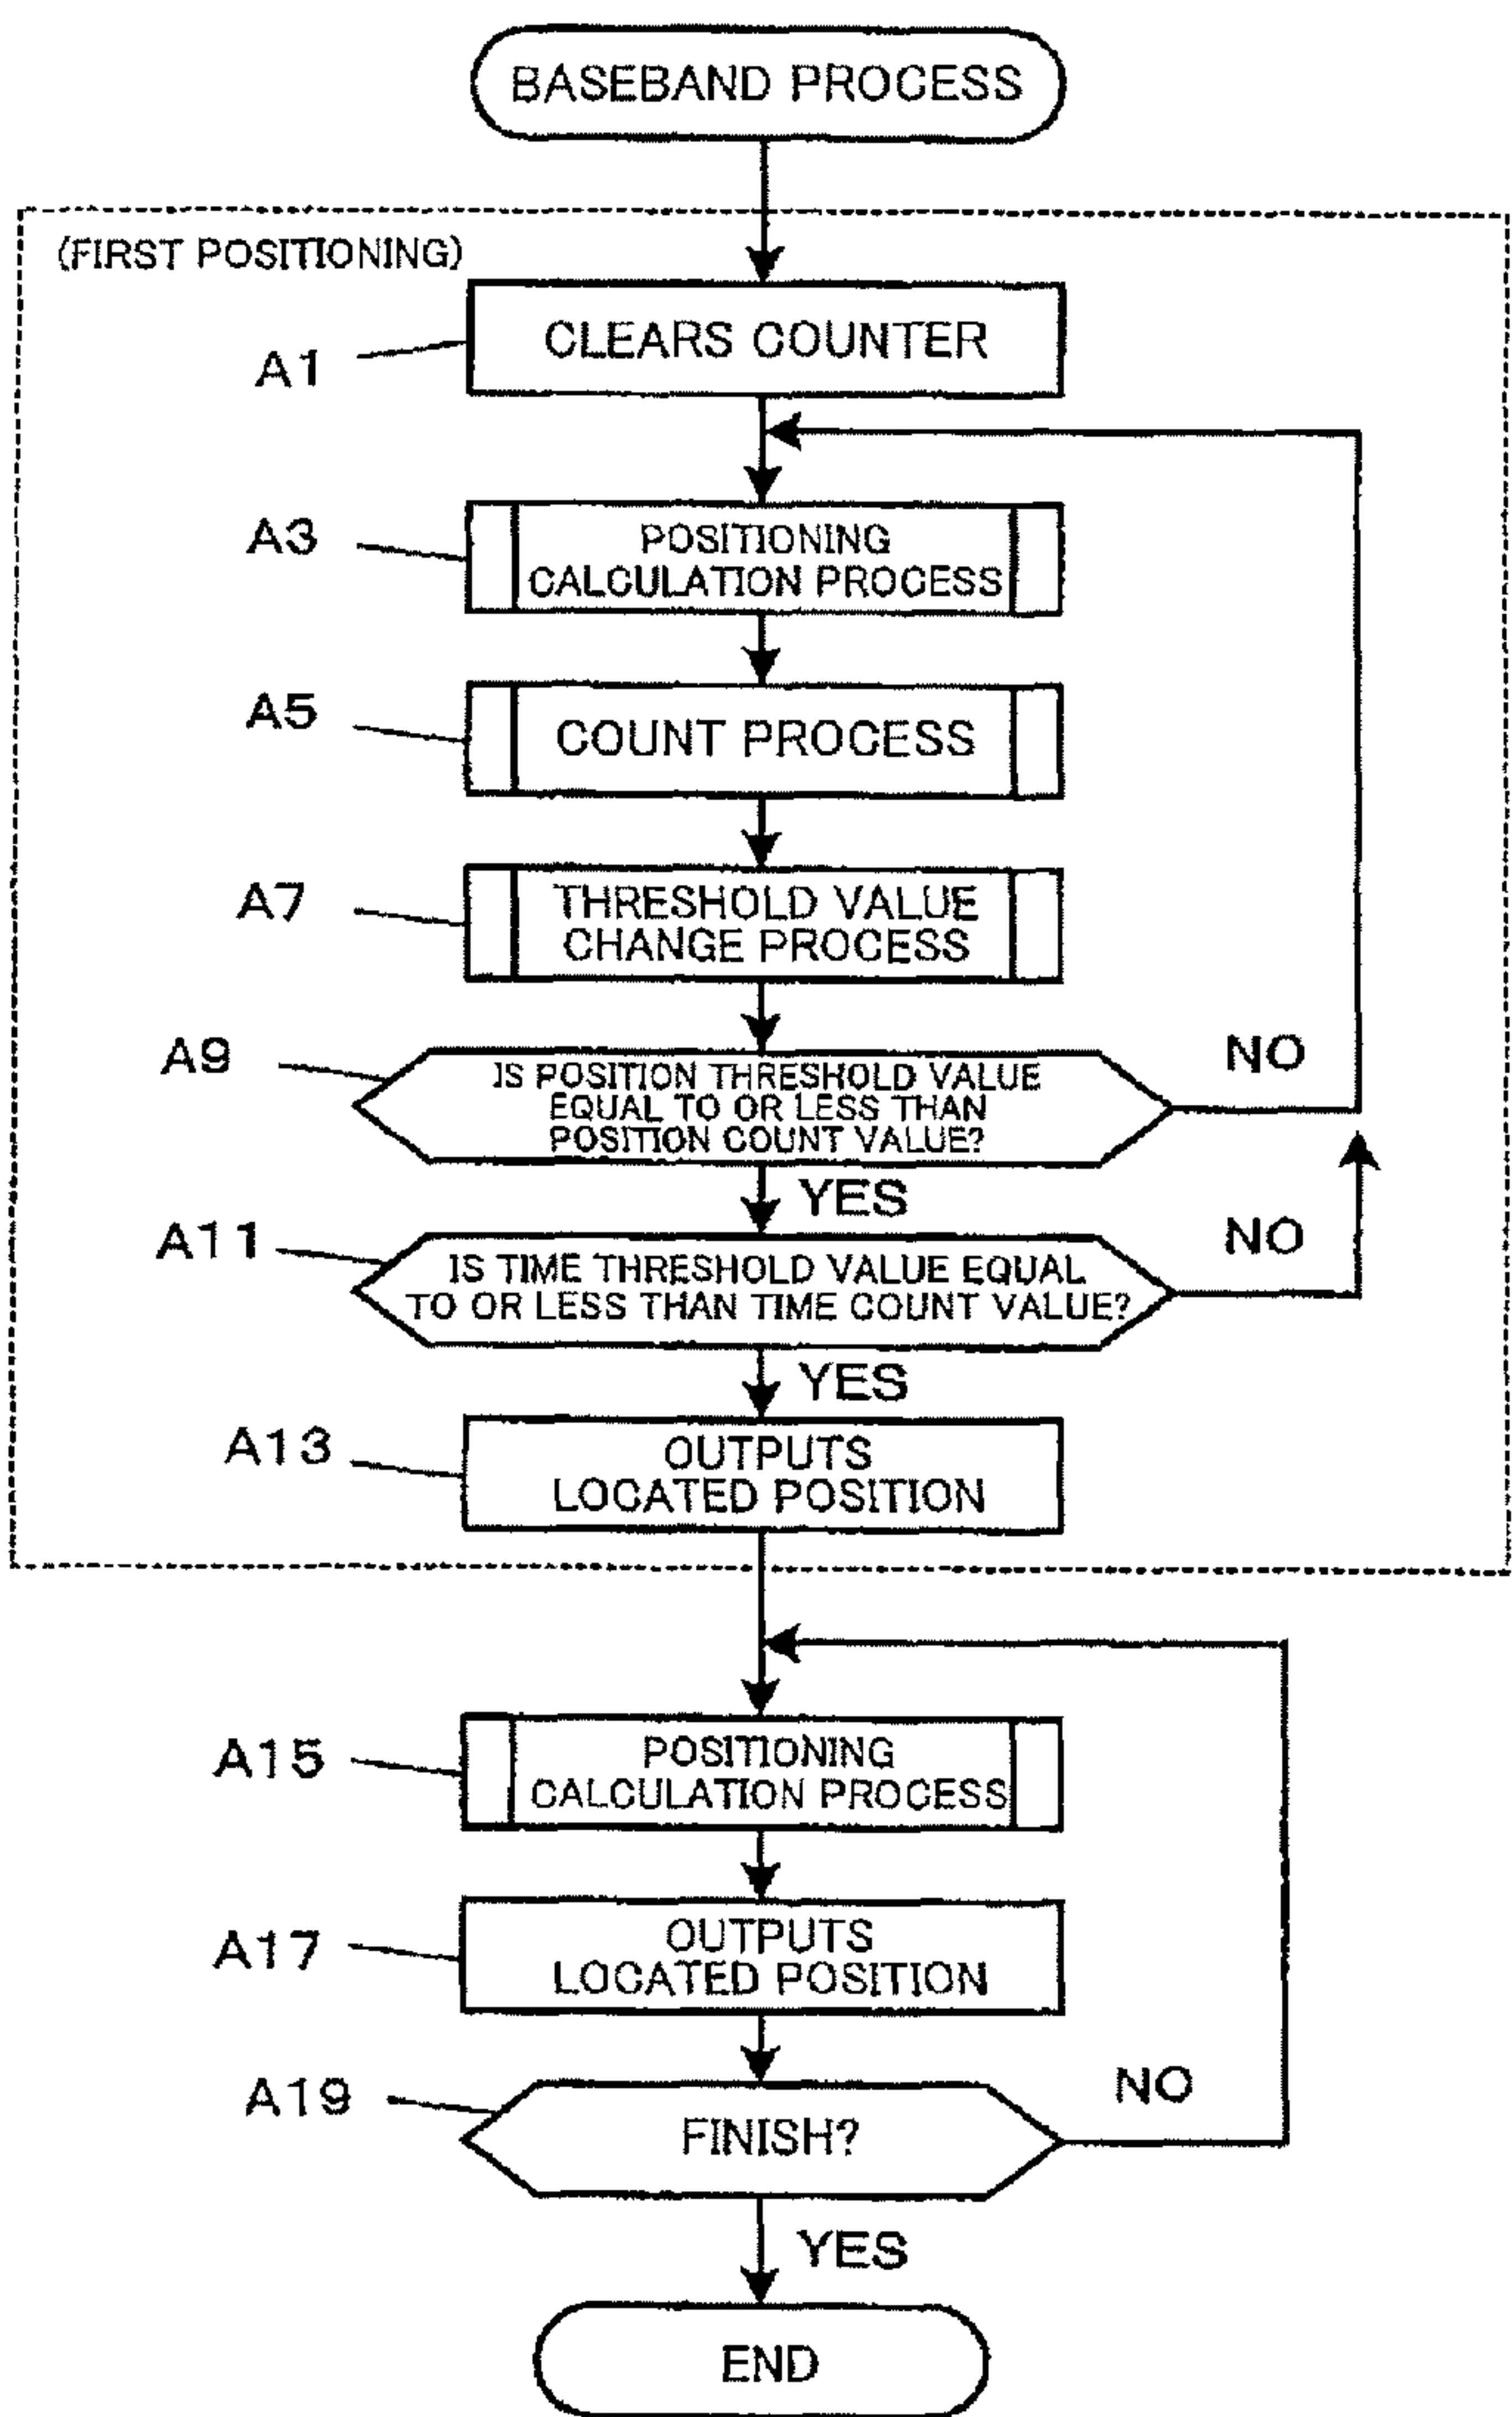 BASEBAND PROCESS
(FIRST POSITIONING)
CLEARS COUNTER
A1
A3
POSITIONING
CALCULATION PROCESS
A5
COUNT PROCESS
A7
THRESHOLD VALUE
CHANGE PROCESS
A9
IS POSITION THRESHOLD VALUE
EQUAL TO OR LESS THAN
POSITION COUNT VALUE?
NO
YES
A11
IS TIME THRESHOLD VALUE EQUAL
TO OR LESS THAN TIME COUNT VALUE?
NO
YES
A13
OUTPUTS
LOCATED POSITION
A15
POSITIONING
CALCULATION PROCESS
A17
OUTPUTS
LOCATED POSITION
A19
FINISH?
NO
YES
END